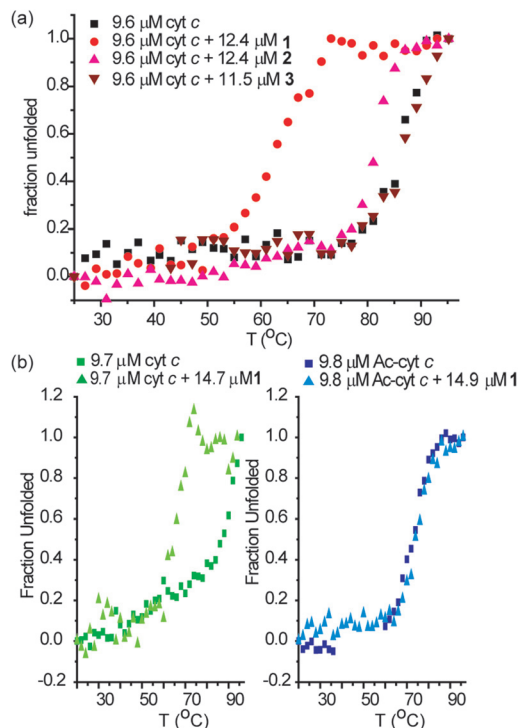 (a)
9.6 μM cyt c
9.6 μM cyt c + 12.4 μM 1
9.6 μM cyt c + 12.4 μM 2
9.6 μM cyt c + 11.5 μM 3
fraction unfolded
1.0
0.8
0.6
0.4
0.2
0.0
30 40 50 60 70 80 90
T (°C)
(b)
9.7 μM cyt c
9.7 μM cyt c + 14.7 μM1
9.8 μM Ac-cyt c
9.8 μM Ac-cyt c + 14.9 μM 1
Fraction Unfolded
1.2
1.0
0.8
0.6
0.4
0.2
0.0
-0.2
30 40 50 60 70 80 90
T (°C)
Fraction Unfolded
1.2
1.0
0.8
0.6
0.4
0.2
0.0
-0.2
30 40 50 60 70 80 90
T (°C)